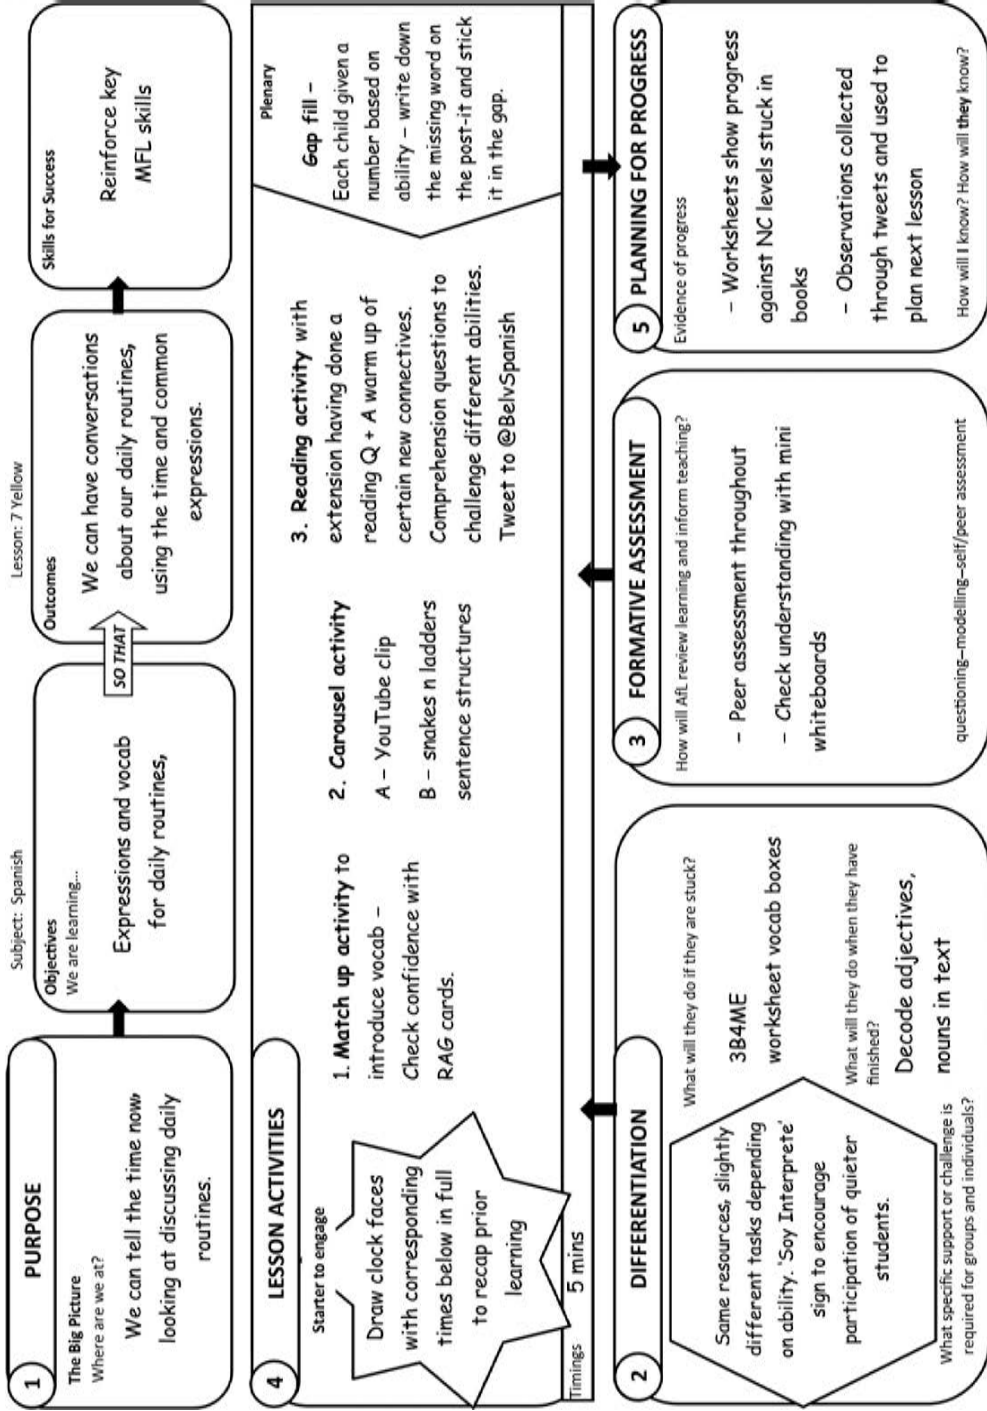 Subject: Spanish
Lesson: 7 Yellow
1
PURPOSE
The Big Picture
Where are we at?
We can tell the time now,
looking at discussing daily
routines.
Objectives
We are learning...
Expressions and vocab
for daily routines,
SO THAT
Outcomes
We can have conversations
about our daily routines,
using the time and common
expressions.
Skills for Success
Reinforce key
MFL skills
4
LESSON ACTIVITIES
Starter to engage
Draw clock faces
with corresponding
times below in full
to recap prior
learning
1. Match up activity to
introduce vocab –
Check confidence with
RAG cards.
2. Carousel activity
A – YouTube clip
B – snakes n ladders
sentence structures
3. Reading activity with
extension having done a
reading Q + A warm up of
certain new connectives.
Comprehension questions to
challenge different abilities.
Tweet to @BelvSpanish
Plenary
Gap fill –
Each child given a
number based on
ability – write down
the missing word on
the post-it and stick
it in the gap.
Timings
5 mins
2
DIFFERENTIATION
Same resources, slightly
different tasks depending
on ability. 'Soy Interprete'
sign to encourage
participation of quieter
students.
What specific support or challenge is
required for groups and individuals?
What will they do if they are stuck?
3B4ME
worksheet vocab boxes
What will they do when they have
finished?
Decode adjectives,
nouns in text
3
FORMATIVE ASSESSMENT
How will AfL review learning and inform teaching?
– Peer assessment throughout
– Check understanding with mini
whiteboards
questioning–modelling–self/peer assessment
5
PLANNING FOR PROGRESS
Evidence of progress
– Worksheets show progress
against NC levels stuck in
books
– Observations collected
through tweets and used to
plan next lesson
How will I know? How will they know?